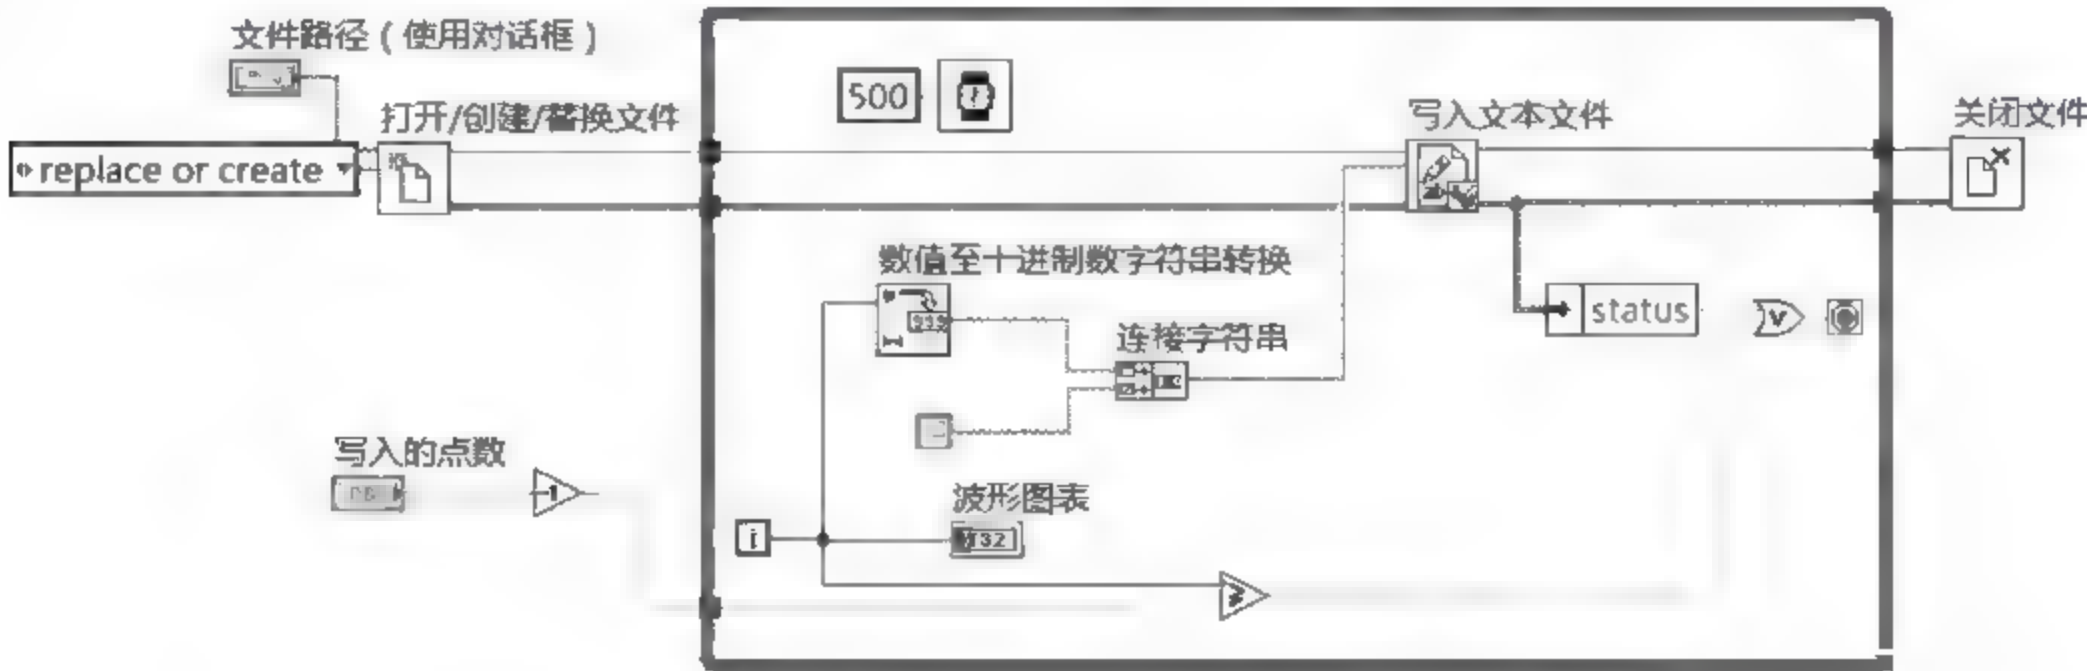 文件路径（使用对话框）
打开/创建/替换文件
replace or create
500
写入文本文件
关闭文件
数值至十进制数字符串转换
连接字符串
status
V
写入的点数
-1
i
波形图表
I32